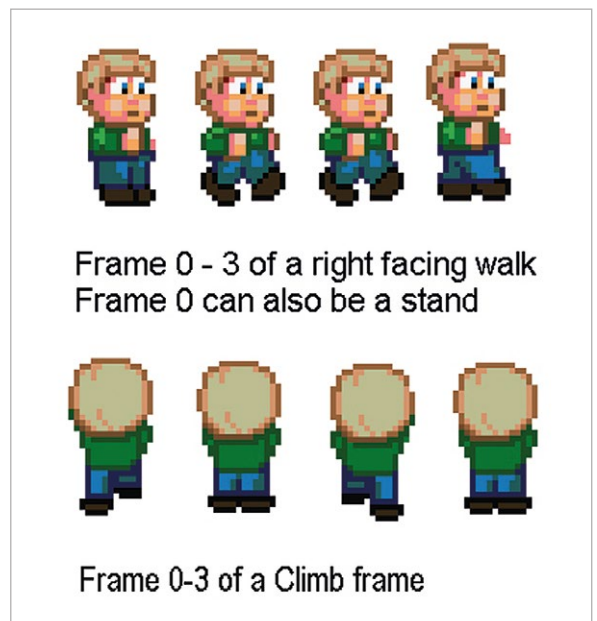 Frame 0 - 3 of a right facing walk
Frame 0 can also be a stand
Frame 0-3 of a Climb frame